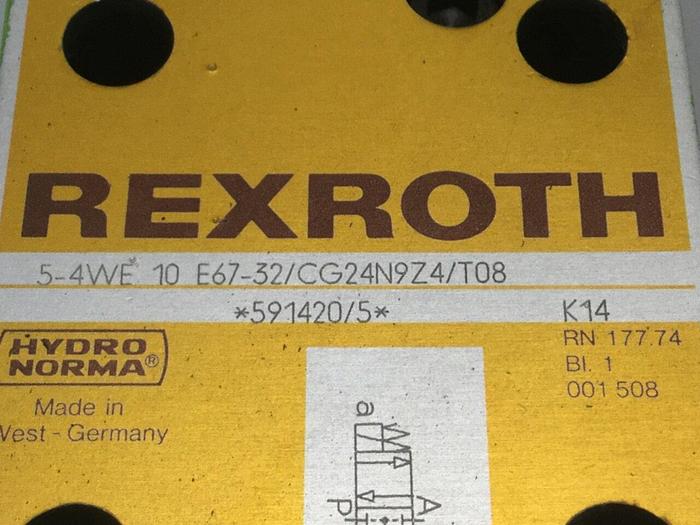 REXROTH
5-4WE 10 E67-32/CG24N9Z4/T08
*591420/5* K14
HYDRO
NORMA®
RN 177.74
Bl. 1
001 508
Made in
West - Germany
a
A
P